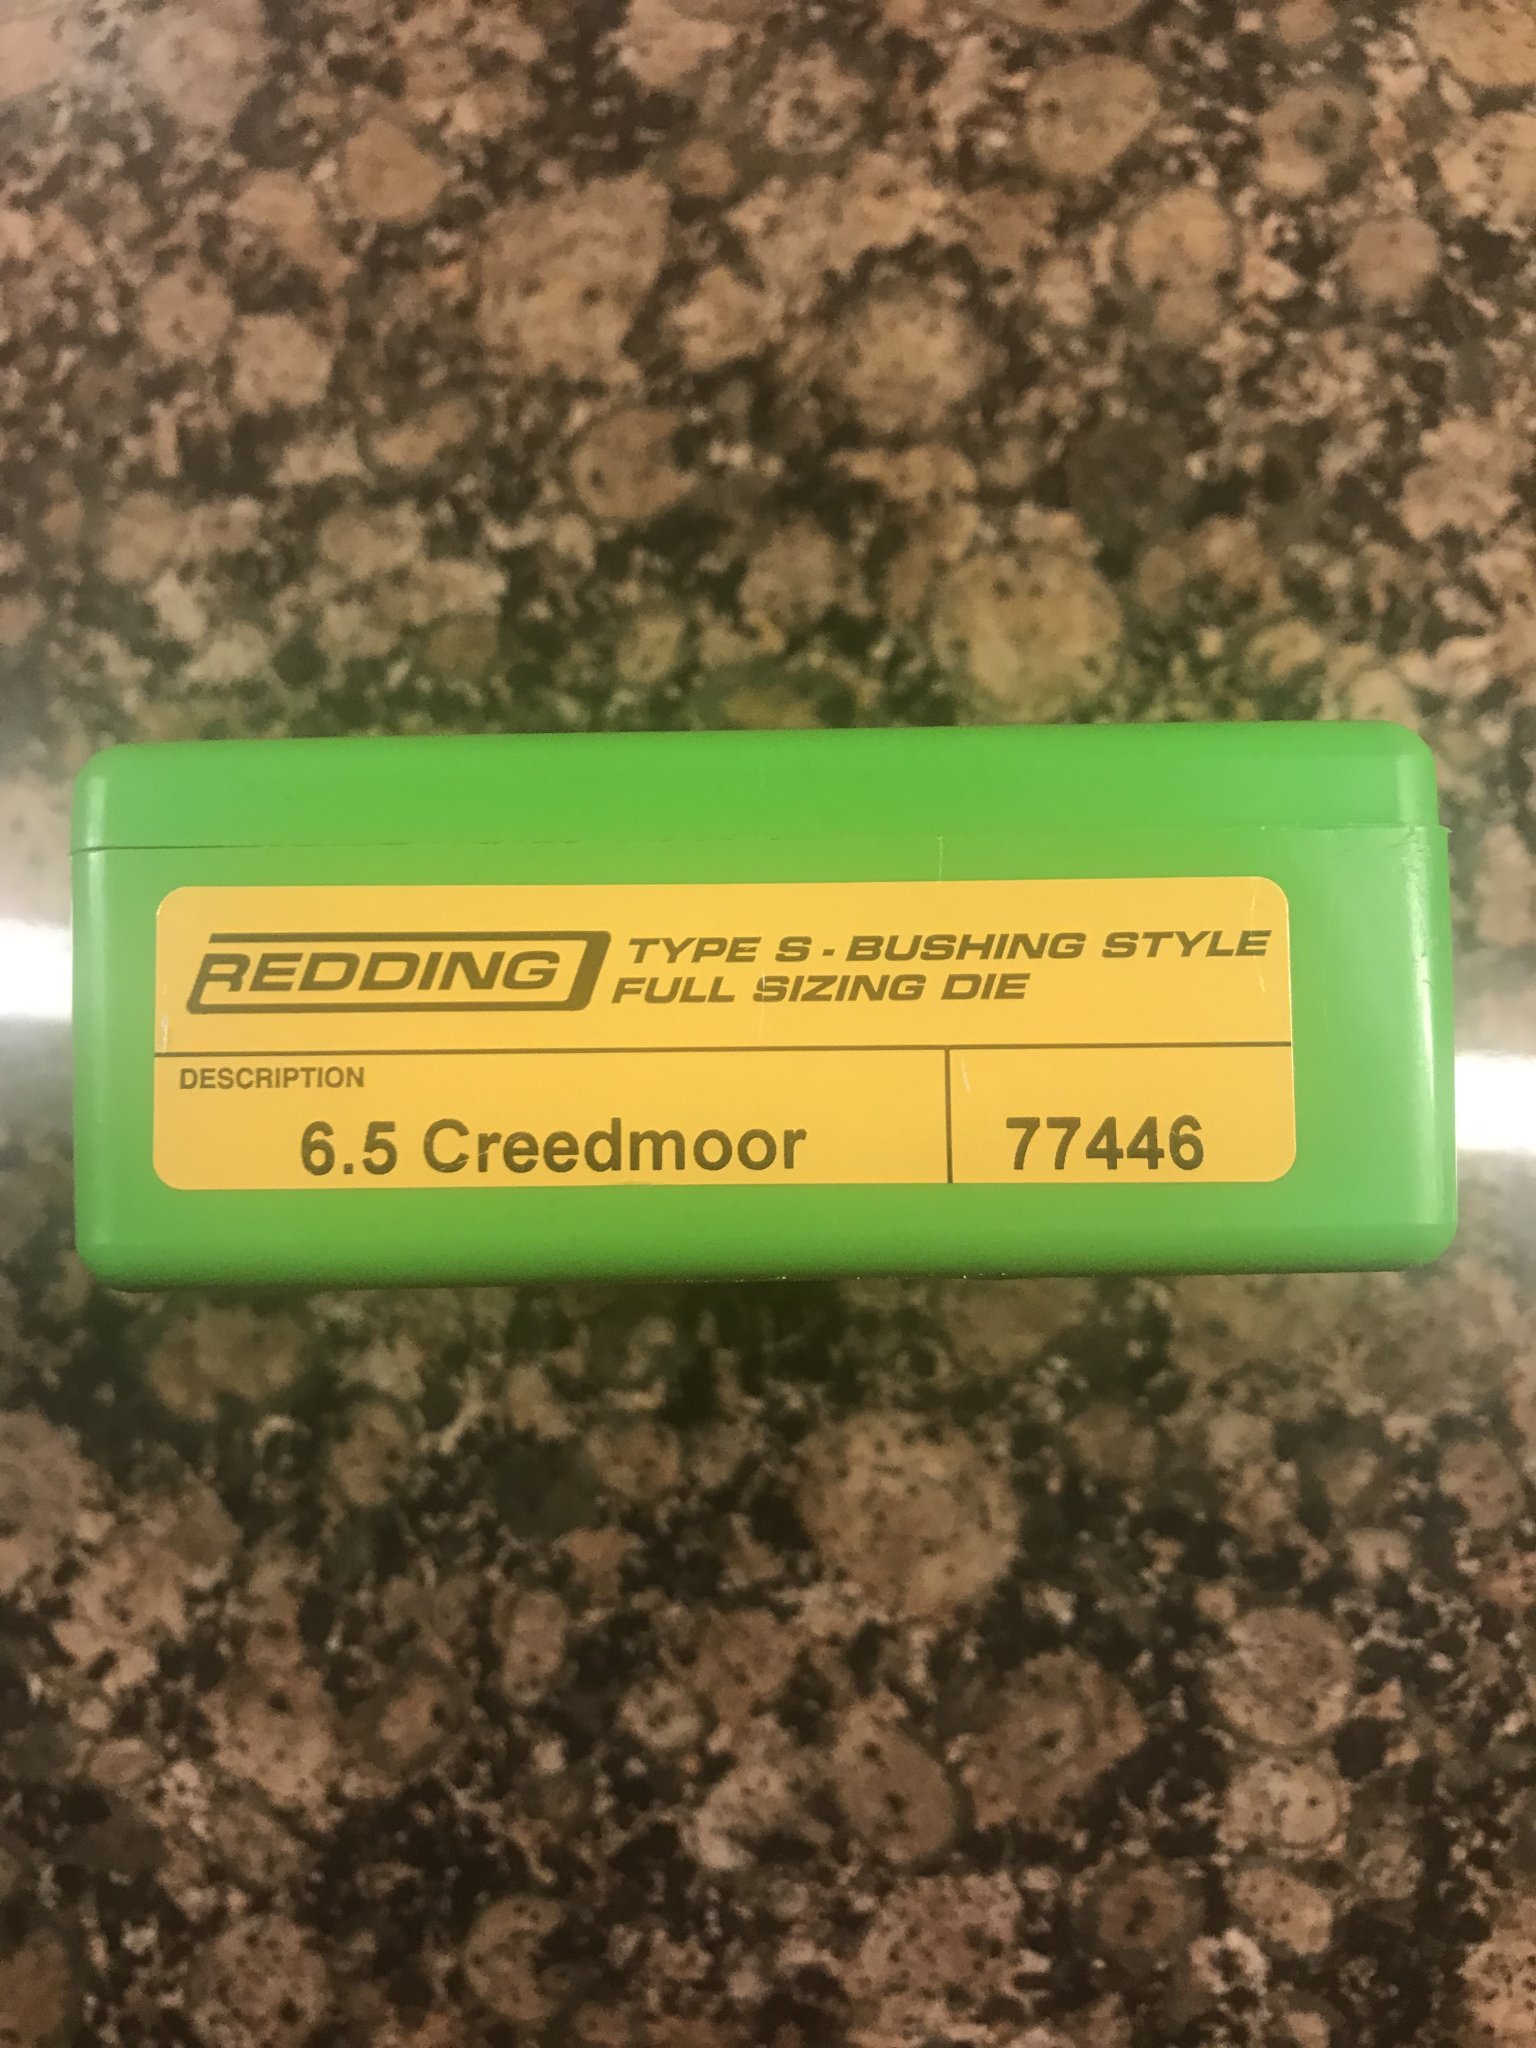 REDDING TYPE S - BUSHING STYLE
FULL SIZING DIE
DESCRIPTION
6.5 Creedmoor 77446